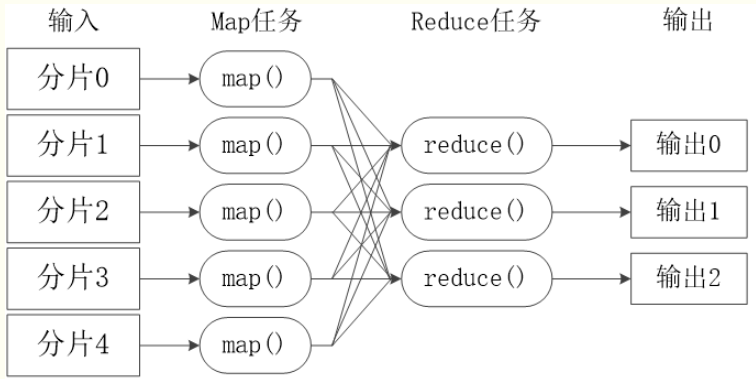 输入 Map任务 Reduce任务 输出
分片0 map()
分片1 map() reduce() 输出0
分片2 map() reduce() 输出1
分片3 map() reduce() 输出2
分片4 map()